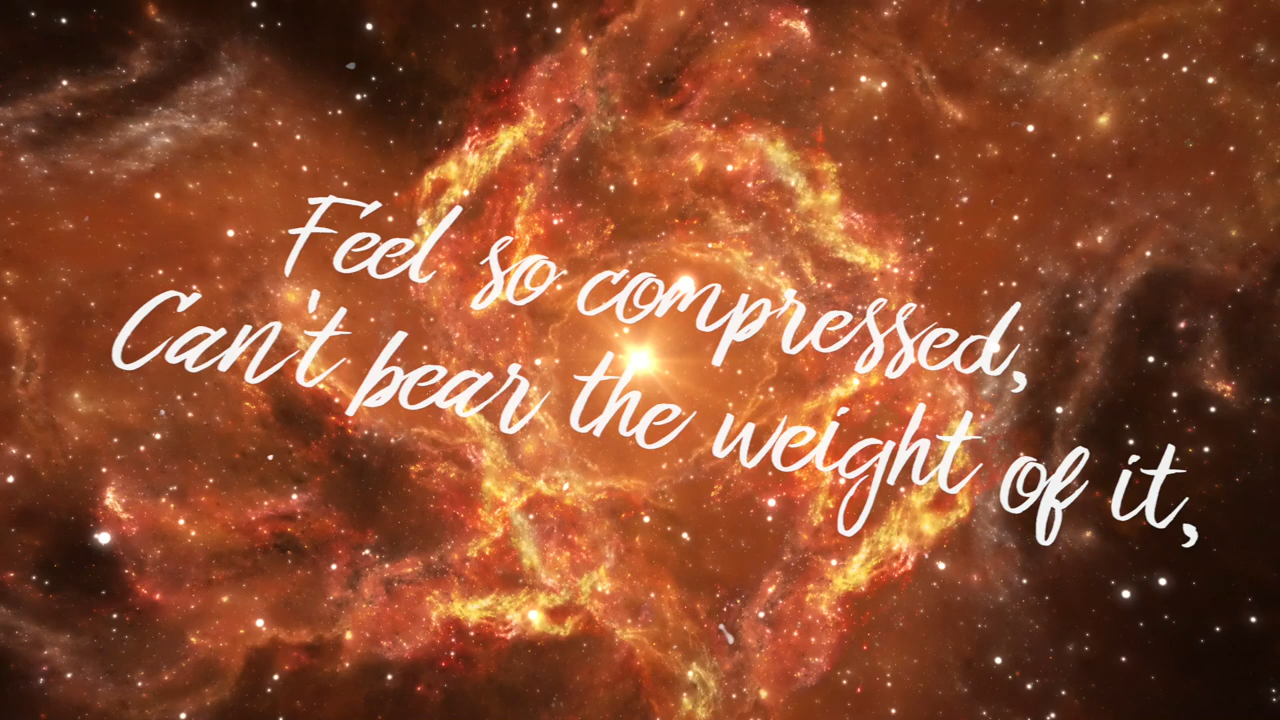 Feel so compressed,
Can't bear the weight of it,